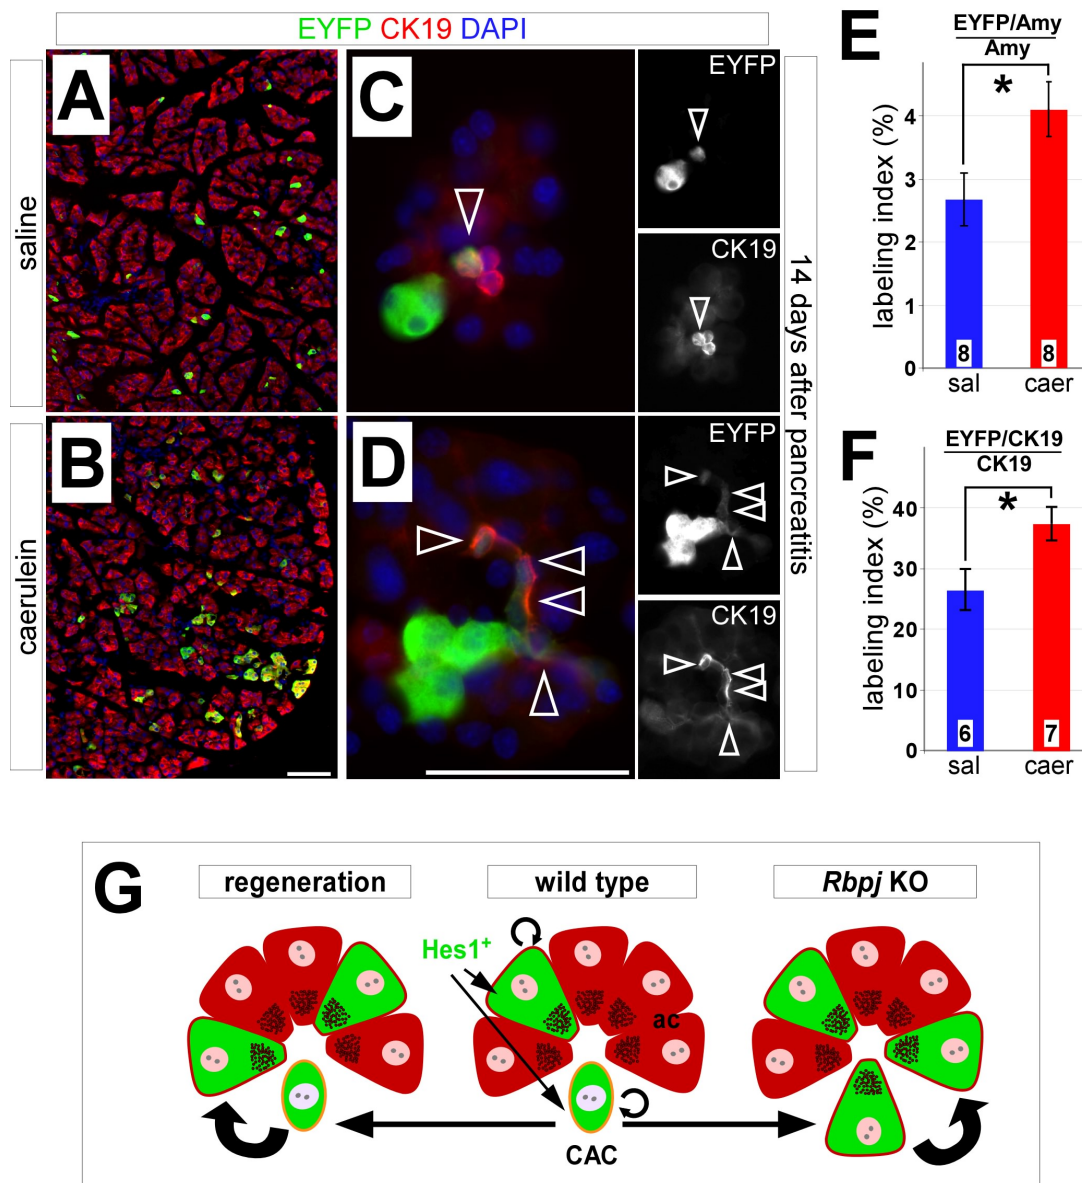 EYFP CK19 DAPI
saline
caerulein
A
B
C
D
EYFP
CK19
EYFP
CK19
14 days after pancreatitis
E
EYFP/Amy
Amy
*
labeling index (%)
4
3
2
1
0
8
8
sal
caer
F
EYFP/CK19
CK19
*
labeling index (%)
40
30
20
10
0
6
7
sal
caer
G
regeneration
wild type
Rbpj KO
Hes1+
ac
CAC